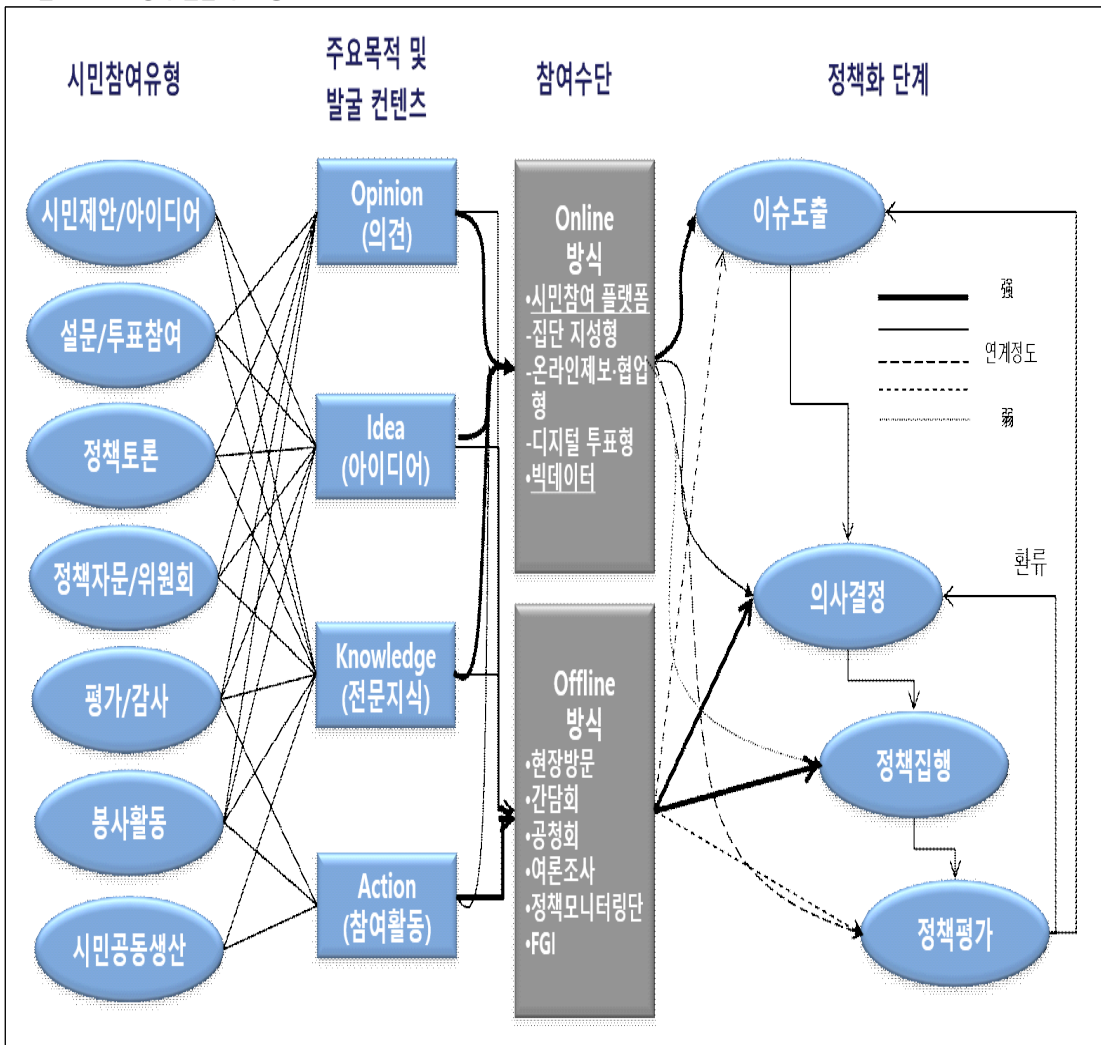 시민참여유형
주요목적 및
발굴 컨텐츠
참여수단
정책화 단계
시민제안/아이디어
설문/투표참여
정책토론
정책자문/위원회
평가/감사
봉사활동
시민공동생산
Opinion
(의견)
Idea
(아이디어)
Knowledge
(전문지식)
Action
(참여활동)
Online
방식
•시민참여 플랫폼
-집단 지성형
-온라인제보·협업
형
-디지털 투표형
•빅데이터
Offline
방식
•현장방문
•간담회
•공청회
•여론조사
•정책모니터링단
•FGI
이슈도출
의사결정
정책집행
정책평가
强
연계정도
弱
환류